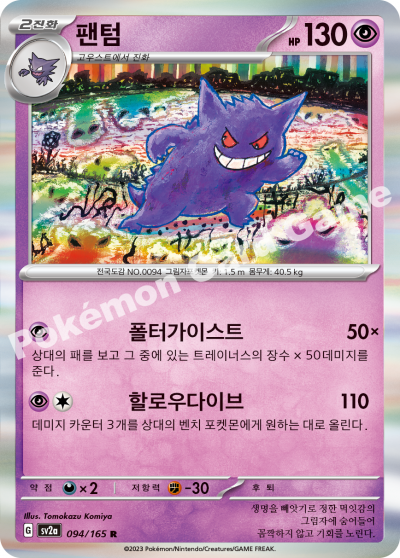 2진화
팬텀
HP 130
고우스트에서 진화
전국도감 NO.0094 그림자포켓몬 키: 1.5 m 몸무게: 40.5 kg
폴터가이스트 50×
상대의 패를 보고 그 중에 있는 트레이너스의 장수 × 50데미지를
준다.
할로우다이브 110
데미지 카운터 3개를 상대의 벤치 포켓몬에게 원하는 대로 올린다.
약 점 ×2 저항력 -30 후 퇴
Illus. Tomokazu Komiya
G sv2a 094/165 R
생명을 빼앗기로 정한 먹잇감의
그림자에 숨어들어
꼼짝하지 않고 기회를 노린다.
©2023 Pokémon/Nintendo/Creatures/GAME FREAK.
Pokémon Card Game